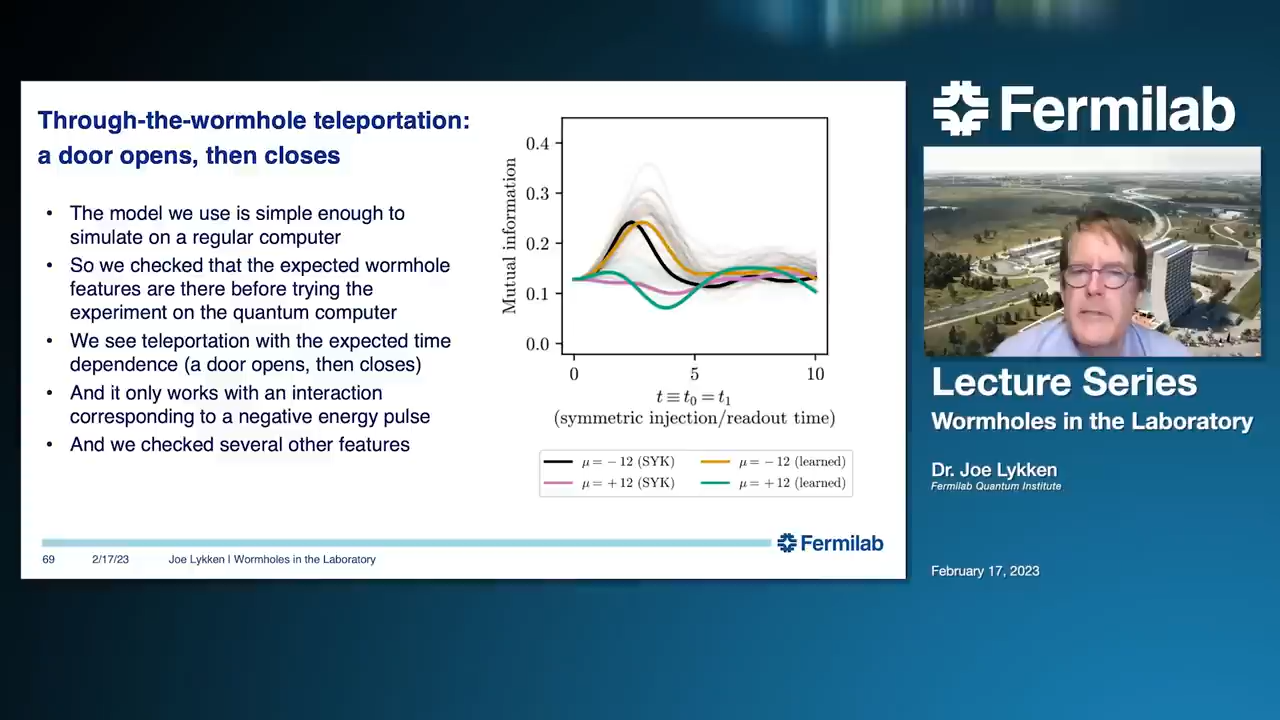 Through-the-wormhole teleportation:
a door opens, then closes
• The model we use is simple enough to
simulate on a regular computer
• So we checked that the expected wormhole
features are there before trying the
experiment on the quantum computer
• We see teleportation with the expected time
dependence (a door opens, then closes)
• And it only works with an interaction
corresponding to a negative energy pulse
• And we checked several other features
Mutual information
0.4
0.3
0.2
0.1
0.0
0 5 10
t ≡ t₀ = t₁
(symmetric injection/readout time)
μ = − 12 (SYK) μ = − 12 (learned)
μ = + 12 (SYK) μ = + 12 (learned)
Fermilab
69 2/17/23 Joe Lykken | Wormholes in the Laboratory
Fermilab
Lecture Series
Wormholes in the Laboratory
Dr. Joe Lykken
Fermilab Quantum Institute
February 17, 2023